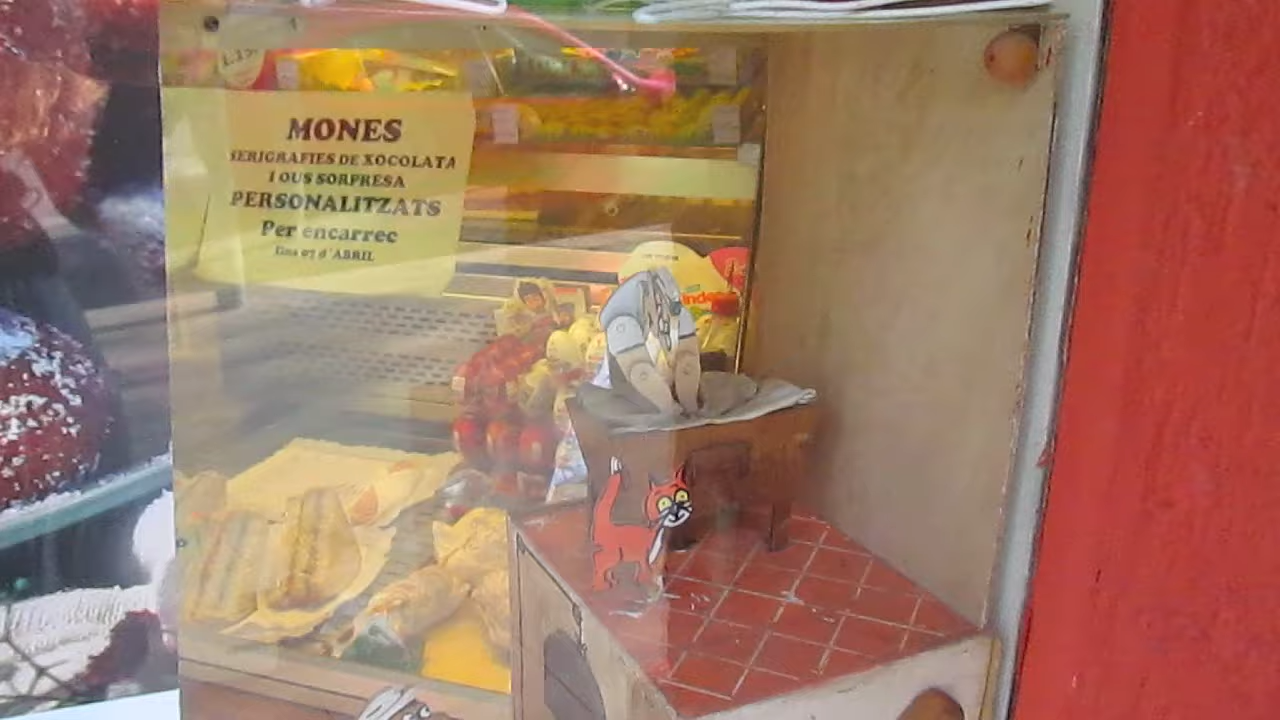 MONES
SERIGRAFIES DE XOCOLATA
I OUS SORPRESA
PERSONALITZATS
Per encarrec
fins 07 d'ABRIL